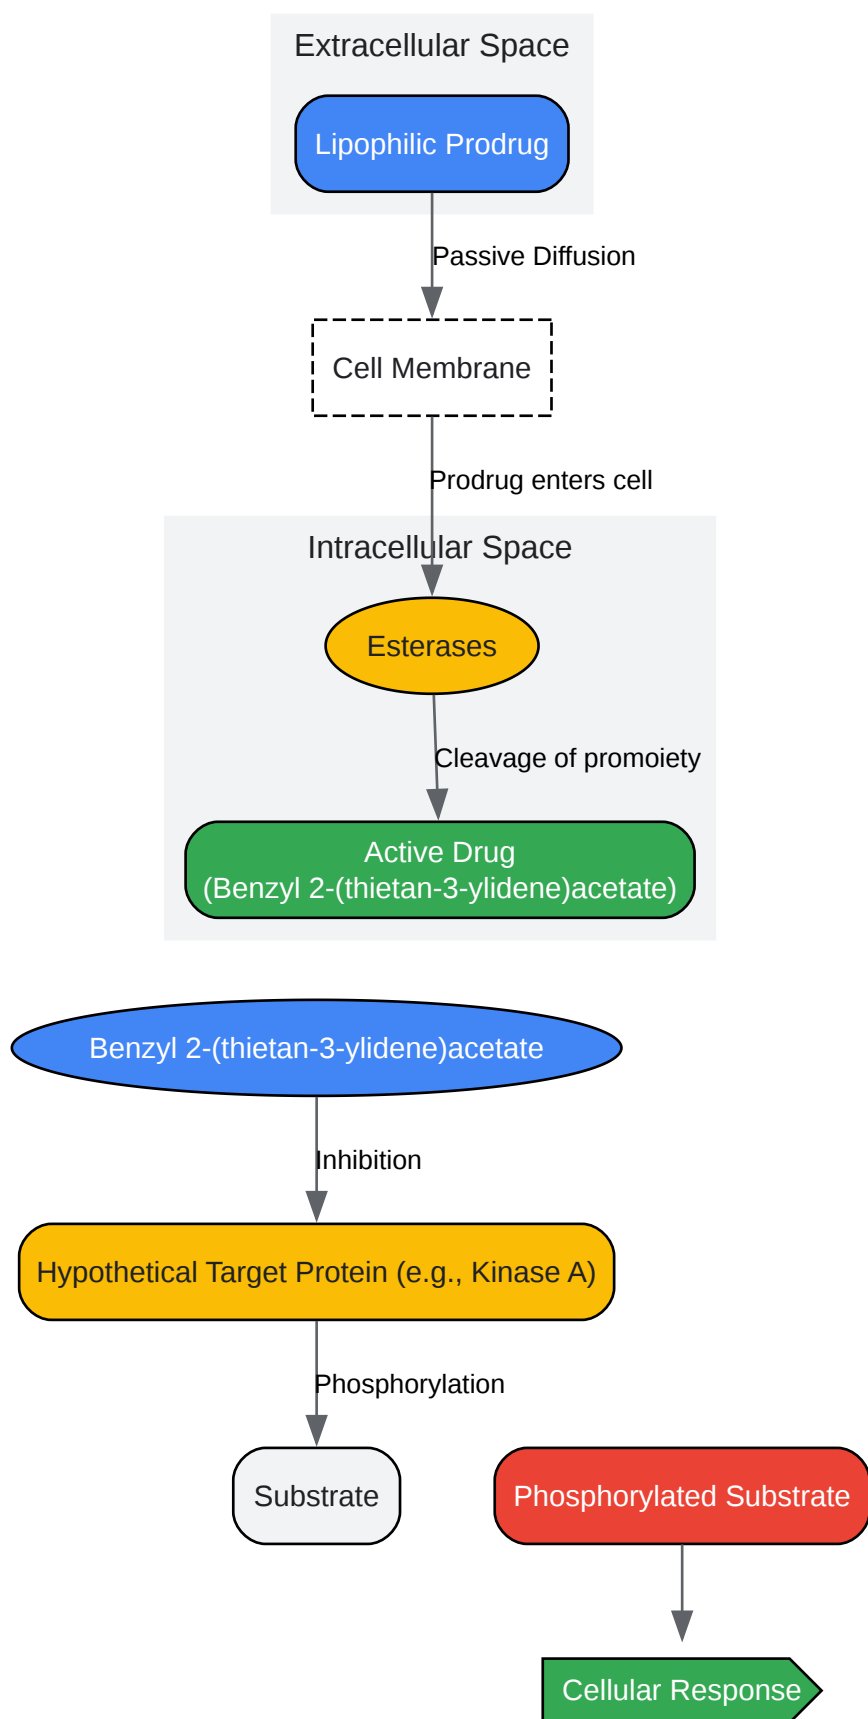 Extracellular Space
Lipophilic Prodrug
Passive Diffusion
Cell Membrane
Prodrug enters cell
Intracellular Space
Esterases
Cleavage of promoiety
Active Drug
(Benzyl 2-(thietan-3-ylidene)acetate)
Benzyl 2-(thietan-3-ylidene)acetate
Inhibition
Hypothetical Target Protein (e.g., Kinase A)
Phosphorylation
Substrate
Phosphorylated Substrate
Cellular Response